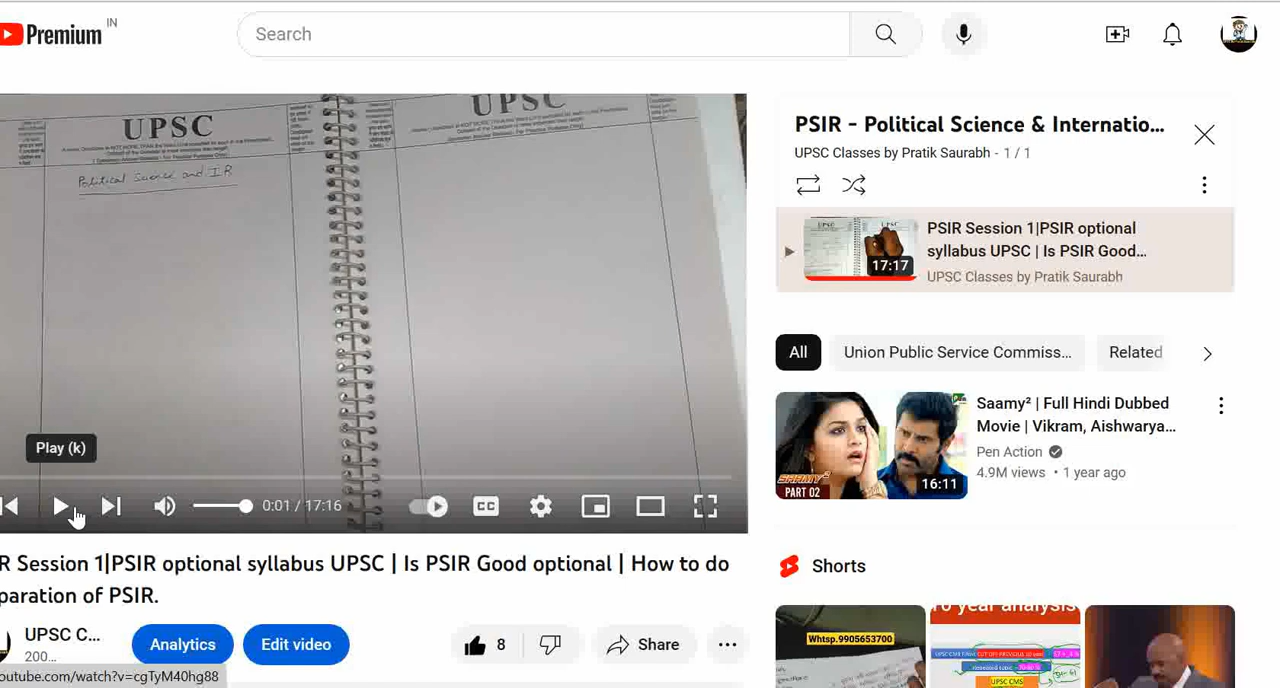 Premium IN
Search
UPSC
UPSC
Political Science and IR
Play (k)
0:01 / 17:16
CC
PSIR - Political Science & Internatio...
UPSC Classes by Pratik Saurabh - 1 / 1
17:17
PSIR Session 1|PSIR optional
syllabus UPSC | Is PSIR Good...
UPSC Classes by Pratik Saurabh
All
Union Public Service Commiss...
Related
SAAMY²
PART 02
16:11
Saamy² | Full Hindi Dubbed
Movie | Vikram, Aishwarya...
Pen Action
4.9M views • 1 year ago
R Session 1|PSIR optional syllabus UPSC | Is PSIR Good optional | How to do
paration of PSIR.
UPSC C...
200...
Analytics
Edit video
8
Share
Shorts
Whtsp.9905653700
10 year analysis
UPSC CMS
outube.com/watch?v=cgTyM40hg88